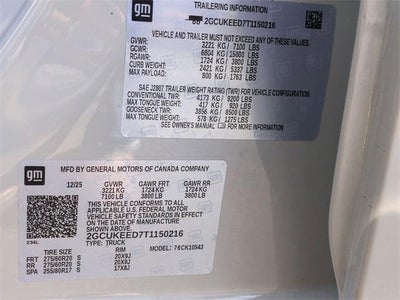 gm
TRAILERING INFORMATION
2GCUKEED7T1150216
VEHICLE AND TRAILER MUST NOT EXCEED ANY
GVWR: 3221 KG / 7100 LBS
GCWR: 6804 KG / 15000 LBS
RGAWR: 1724 KG / 3800 LBS
CURB WEIGHT: 2421 KG / 5337 LBS
MAX PAYLOAD: 800 KG / 1763 LBS
SAE J2807 TRAILER WEIGHT RATING (TWR) FOR VEHICLE CONFIGURATION.
CONVENTIONAL TWR: 4173 KG / 9200 LBS
MAX TONGUE WEIGHT: 417 KG / 920 LBS
GOOSENECK TWR: 3856 KG / 8500 LBS
MAX TONGUE WEIGHT: 578 KG / 1275 LBS
SEE OWNER'S MANUAL FOR ADDITIONAL
gm
MFD BY GENERAL MOTORS OF CANADA COMPANY
12/25 GVWR GAWR FRT GAWR RR
3221 KG 1724 KG 1724 KG
7100 LB 3800 LB 3800 LB
THIS VEHICLE CONFORMS TO ALL
APPLICABLE U.S. FEDERAL MOTOR
VEHICLE SAFETY STANDARDS IN EFFECT
ON THE DATE OF MANUFACTURE
SHOWN ABOVE.
2GCUKEED7T1150216
TYPE: TRUCK 76CK10543
234L
TIRE SIZE RIM
FRT 275/60R20 S 20X9J
RR 275/60R20 S 20X9J
SPA 255/80R17 S 17X8J